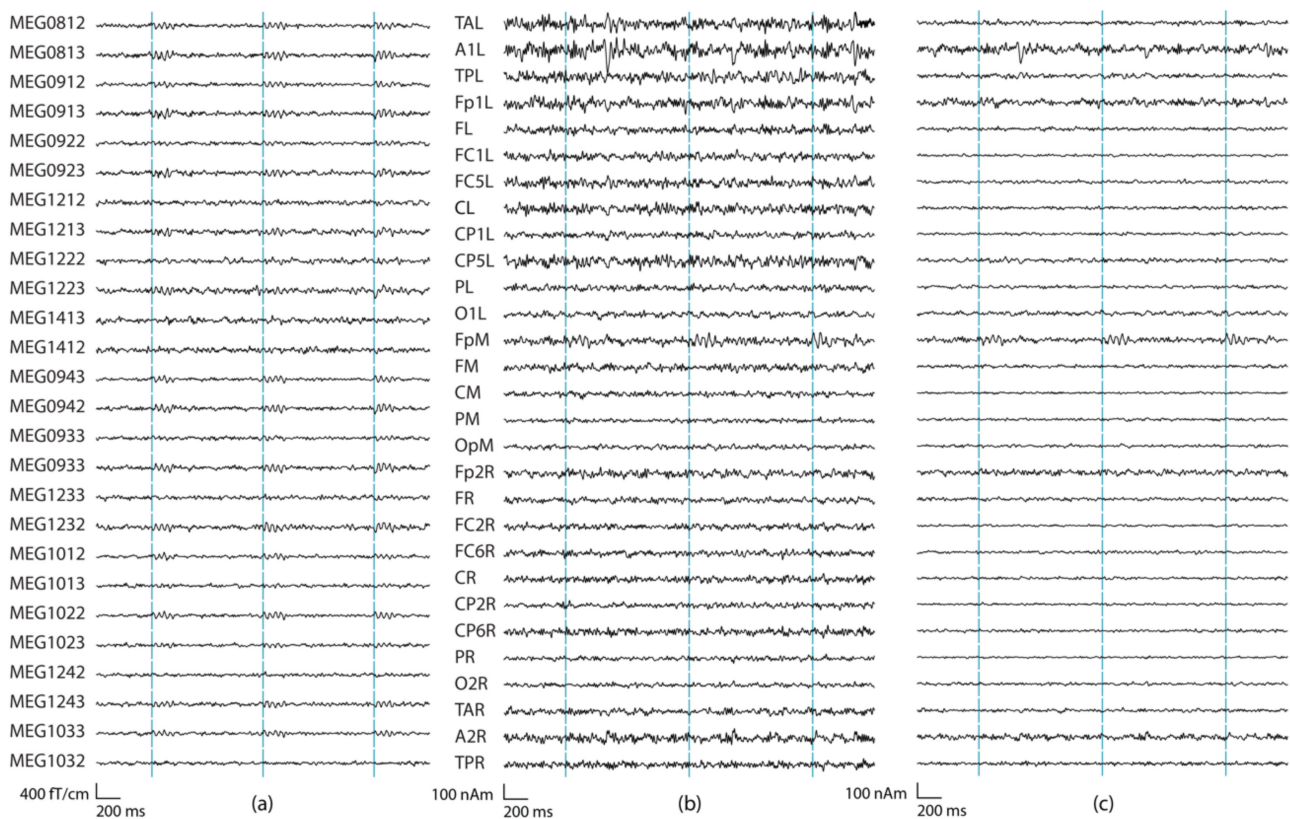 MEG0812
MEG0813
MEG0912
MEG0913
MEG0922
MEG0923
MEG1212
MEG1213
MEG1222
MEG1223
MEG1413
MEG1412
MEG0943
MEG0942
MEG0933
MEG0933
MEG1233
MEG1232
MEG1012
MEG1013
MEG1022
MEG1023
MEG1242
MEG1243
MEG1033
MEG1032
400 fT/cm
200 ms
(a)
TAL
A1L
TPL
Fp1L
FL
FC1L
FC5L
CL
CP1L
CP5L
PL
O1L
FpM
FM
CM
PM
OpM
Fp2R
FR
FC2R
FC6R
CR
CP2R
CP6R
PR
O2R
TAR
A2R
TPR
100 nAm
200 ms
(b)
100 nAm
200 ms
(c)